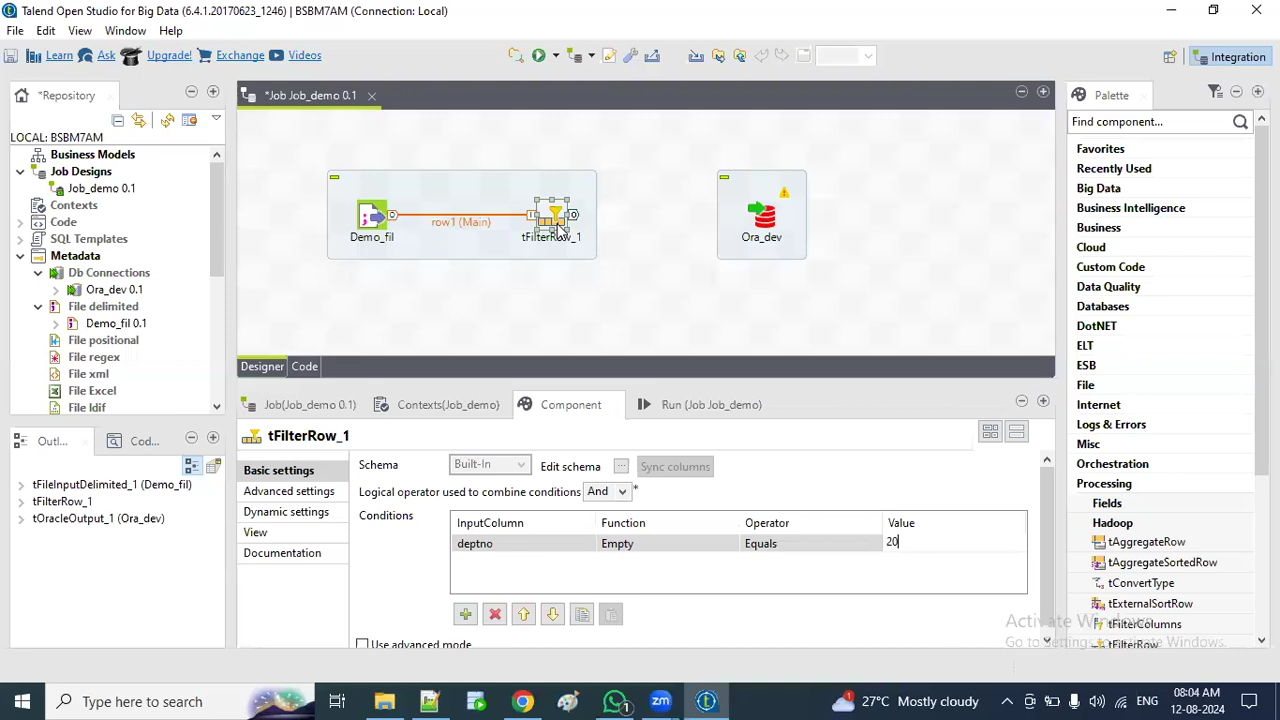 Talend Open Studio for Big Data (6.4.1.20170623_1246) | BSBM7AM (Connection: Local)
File Edit View Window Help
Learn Ask Upgrade! Exchange Videos
Integration
*Repository
LOCAL: BSBM7AM
Business Models
Job Designs
Job_demo 0.1
Contexts
Code
SQL Templates
Metadata
Db Connections
Ora_dev 0.1
File delimited
Demo_fil 0.1
File positional
File regex
File xml
File Excel
File ldif
Outl...
Cod...
tFileInputDelimited_1 (Demo_fil)
tFilterRow_1
tOracleOutput_1 (Ora_dev)
*Job Job_demo 0.1
row1 (Main)
Demo_fil
tFilterRow_1
Ora_dev
Designer Code
Job(Job_demo 0.1) Contexts(Job_demo) Component Run (Job Job_demo)
tFilterRow_1
Basic settings
Advanced settings
Dynamic settings
View
Documentation
Schema Built-In Edit schema ... Sync columns
Logical operator used to combine conditions And *
Conditions
InputColumn Function Operator Value
deptno Empty Equals 20
Use advanced mode
Palette
Find component...
Favorites
Recently Used
Big Data
Business Intelligence
Business
Cloud
Custom Code
Data Quality
Databases
DotNET
ELT
ESB
File
Internet
Logs & Errors
Misc
Orchestration
Processing
Fields
Hadoop
tAggregateRow
tAggregateSortedRow
tConvertType
tExternalSortRow
tFilterColumns
tFilterRow
Activate Windows
Go to Settings to activate Windows.
Type here to search
1
27°C Mostly cloudy
ENG
08:04 AM
12-08-2024